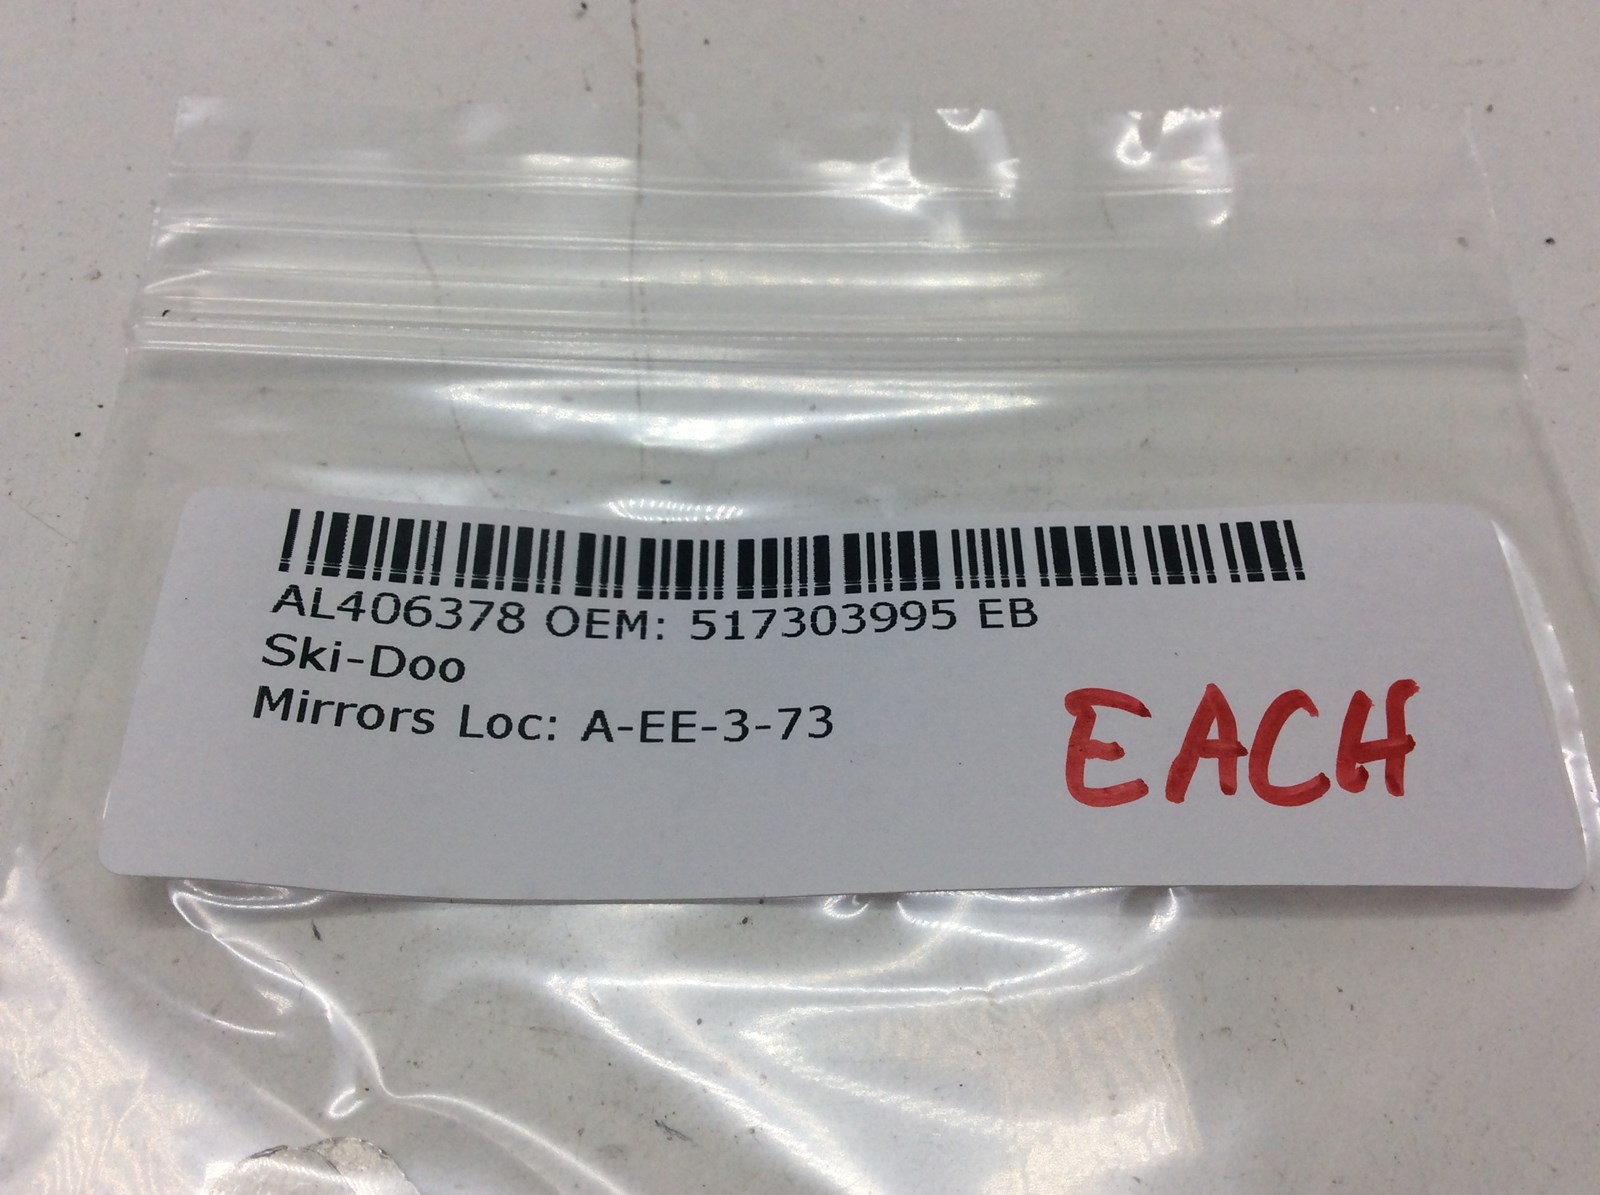 AL406378 OEM: 517303995 EB
Ski-Doo
Mirrors Loc: A-EE-3-73
EACH